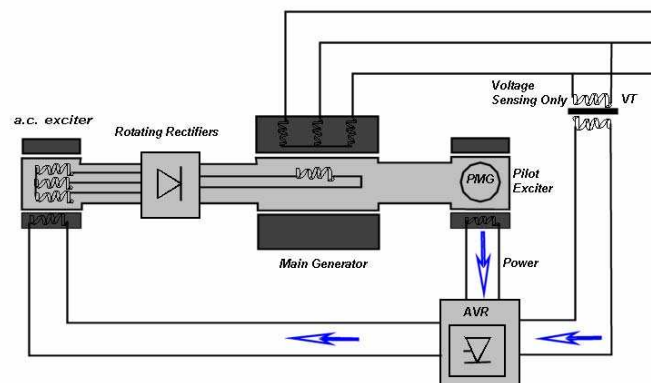 Voltage
Sensing Only
VT
a.c. exciter
Rotating Rectifiers
PMG
Pilot
Exciter
Main Generator
Power
AVR